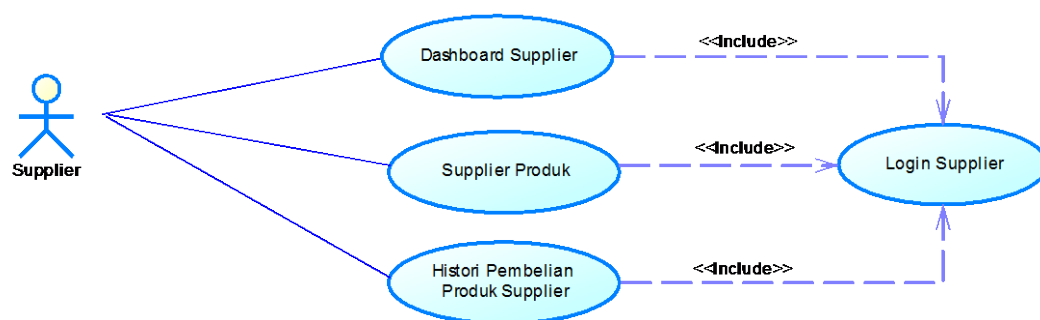 Dashboard Supplier
<<Include>>
Supplier
Supplier Produk
<<Include>>
Login Supplier
Histori Pembelian
Produk Supplier
<<Include>>